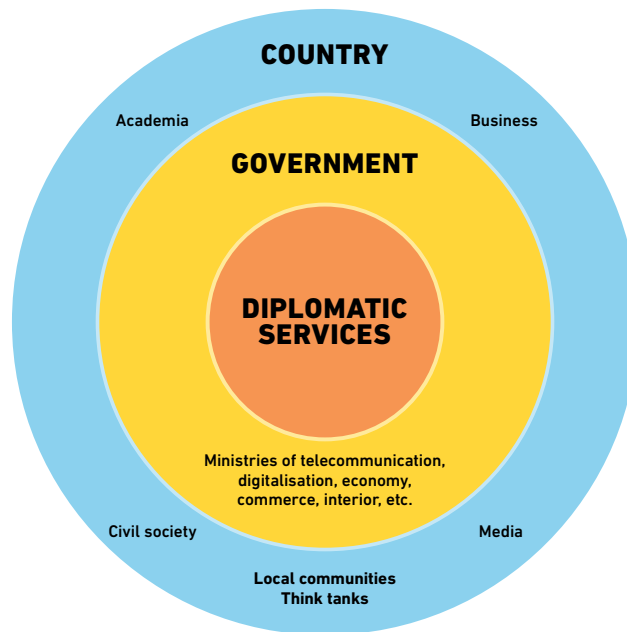 COUNTRY
Academia
Business
GOVERNMENT
DIPLOMATIC
SERVICES
Ministries of telecommunication,
digitalisation, economy,
commerce, interior, etc.
Civil society
Media
Local communities
Think tanks